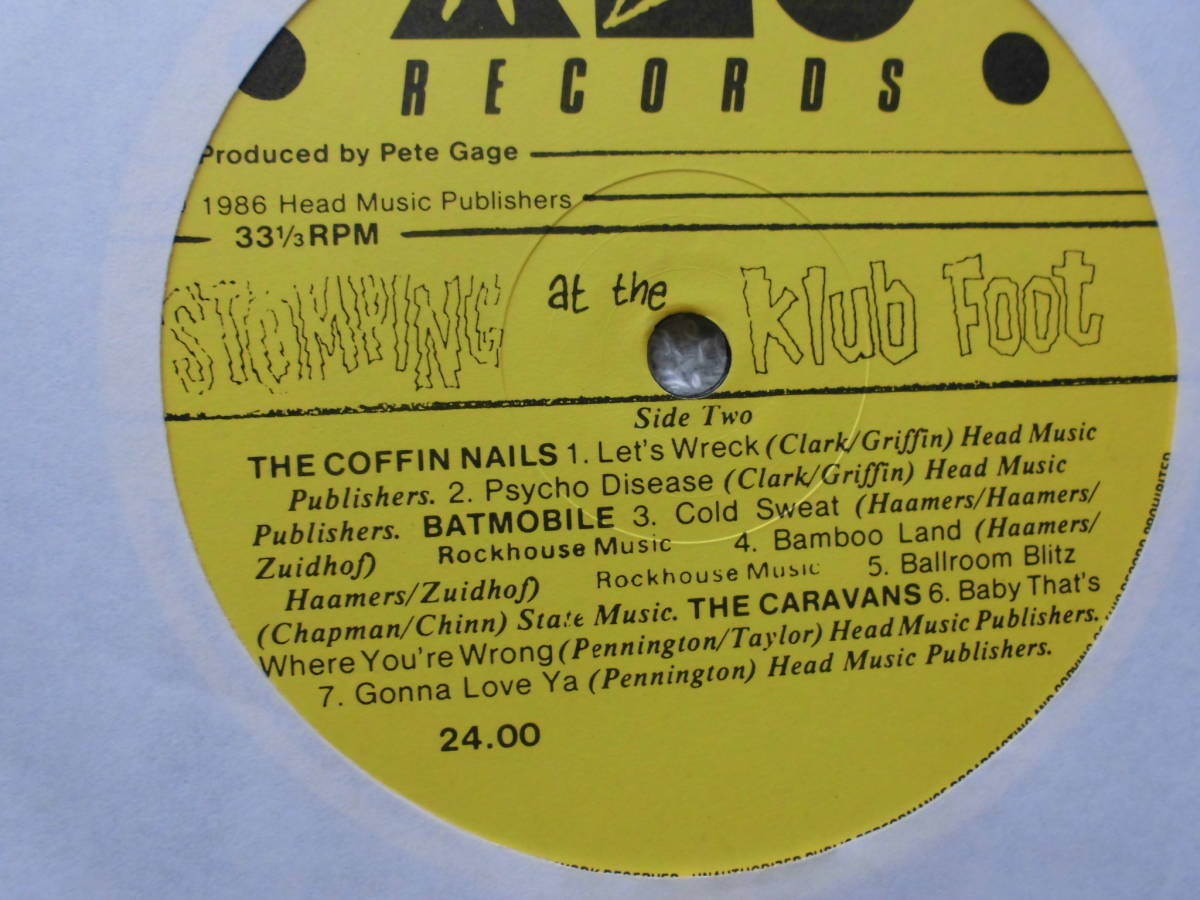 RECORDS
Produced by Pete Gage
1986 Head Music Publishers
33⅓RPM
STOMPING at the Klub Foot
Side Two
THE COFFIN NAILS 1. Let's Wreck (Clark/Griffin) Head Music
Publishers. 2. Psycho Disease (Clark/Griffin) Head Music
Publishers. BATMOBILE 3. Cold Sweat (Haamers/Haamers/
Zuidhof) Rockhouse Music 4. Bamboo Land (Haamers/
Haamers/Zuidhof) Rockhouse Music 5. Ballroom Blitz
(Chapman/Chinn) State Music. THE CARAVANS 6. Baby That's
Where You're Wrong (Pennington/Taylor) Head Music Publishers.
7. Gonna Love Ya (Pennington) Head Music Publishers.
24.00